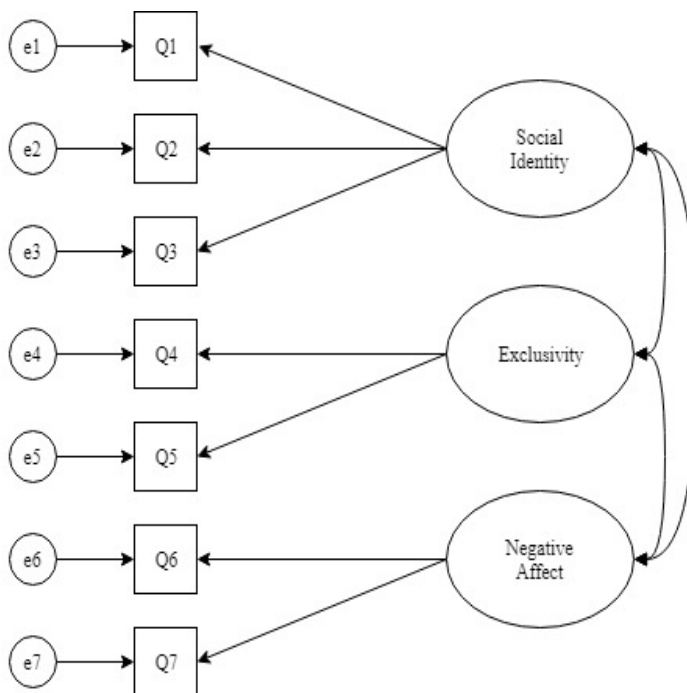 e1 Q1
e2 Q2
Social
Identity
e3 Q3
e4 Q4 Exclusivity
e5 Q5
e6 Q6
Negative
Affect
e7 Q7